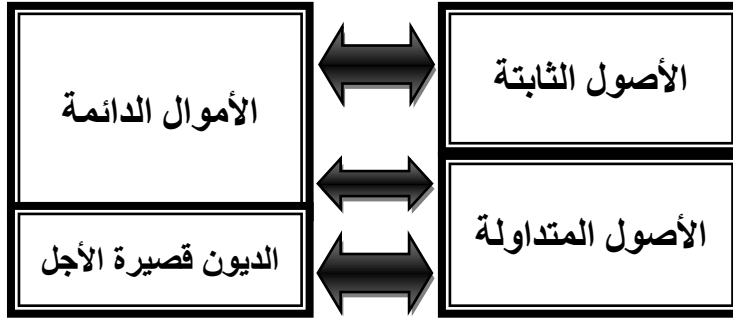 الأصول الثابتة
الأموال الدائمة
الأصول المتداولة
الديون قصيرة الأجل